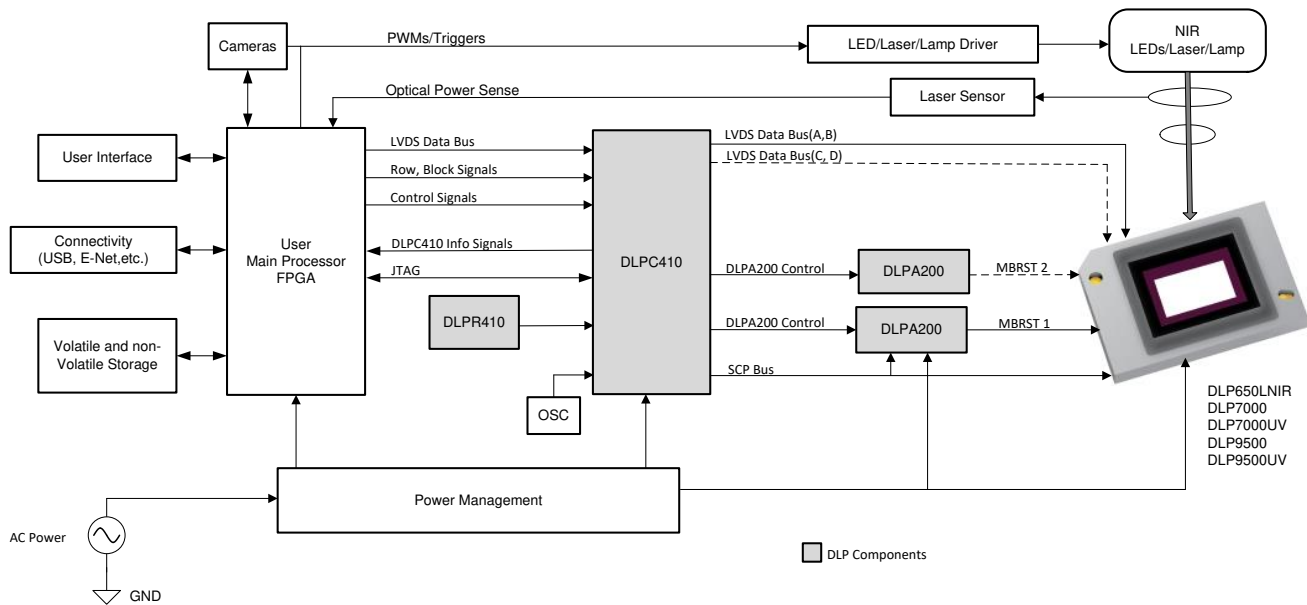 Cameras
PWMs/Triggers
LED/Laser/Lamp Driver
NIR
LEDs/Laser/Lamp
Optical Power Sense
Laser Sensor
User Interface
Connectivity
(USB, E-Net,etc.)
Volatile and non-
Volatile Storage
User
Main Processor
FPGA
LVDS Data Bus
Row, Block Signals
Control Signals
DLPC410 Info Signals
JTAG
DLPR410
OSC
DLPC410
LVDS Data Bus(A,B)
LVDS Data Bus(C, D)
DLPA200 Control
DLPA200
MBRST 2
DLPA200 Control
DLPA200
MBRST 1
SCP Bus
DLP650LNIR
DLP7000
DLP7000UV
DLP9500
DLP9500UV
Power Management
AC Power
GND
DLP Components